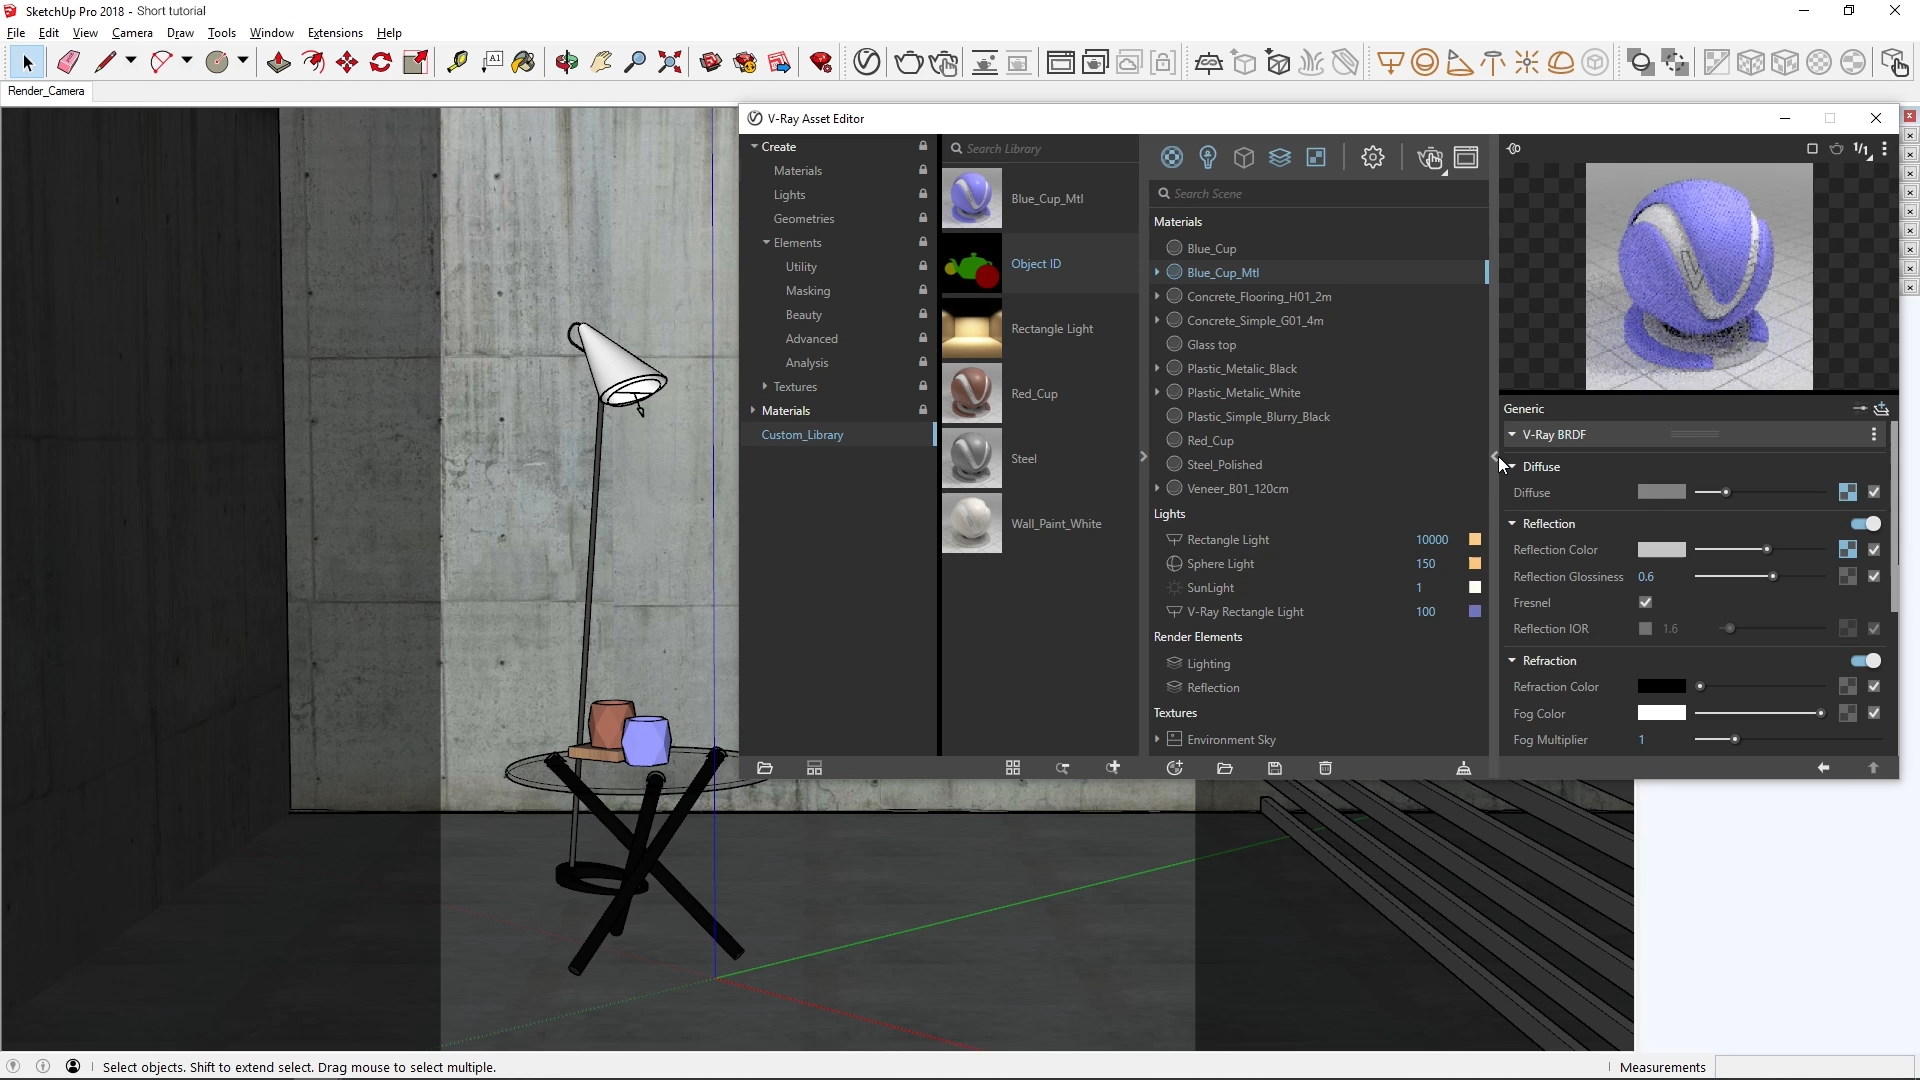 SketchUp Pro 2018 - Short tutorial
File Edit View Camera Draw Tools Window Extensions Help
A1
Render_Camera
V-Ray Asset Editor
Create
Materials
Lights
Geometries
Elements
Utility
Masking
Beauty
Advanced
Analysis
Textures
Materials
Custom_Library
Search Library
Blue_Cup_Mtl
Object ID
Rectangle Light
Red_Cup
Steel
Wall_Paint_White
Search Scene
Materials
Blue_Cup
Blue_Cup_Mtl
Concrete_Flooring_H01_2m
Concrete_Simple_G01_4m
Glass top
Plastic_Metalic_Black
Plastic_Metalic_White
Plastic_Simple_Blurry_Black
Red_Cup
Steel_Polished
Veneer_B01_120cm
Lights
Rectangle Light 10000
Sphere Light 150
SunLight 1
V-Ray Rectangle Light 100
Render Elements
Lighting
Reflection
Textures
Environment Sky
1/1
Generic
V-Ray BRDF
Diffuse
Diffuse
Reflection
Reflection Color
Reflection Glossiness 0.6
Fresnel
Reflection IOR 1.6
Refraction
Refraction Color
Fog Color
Fog Multiplier 1
Select objects. Shift to extend select. Drag mouse to select multiple.
Measurements